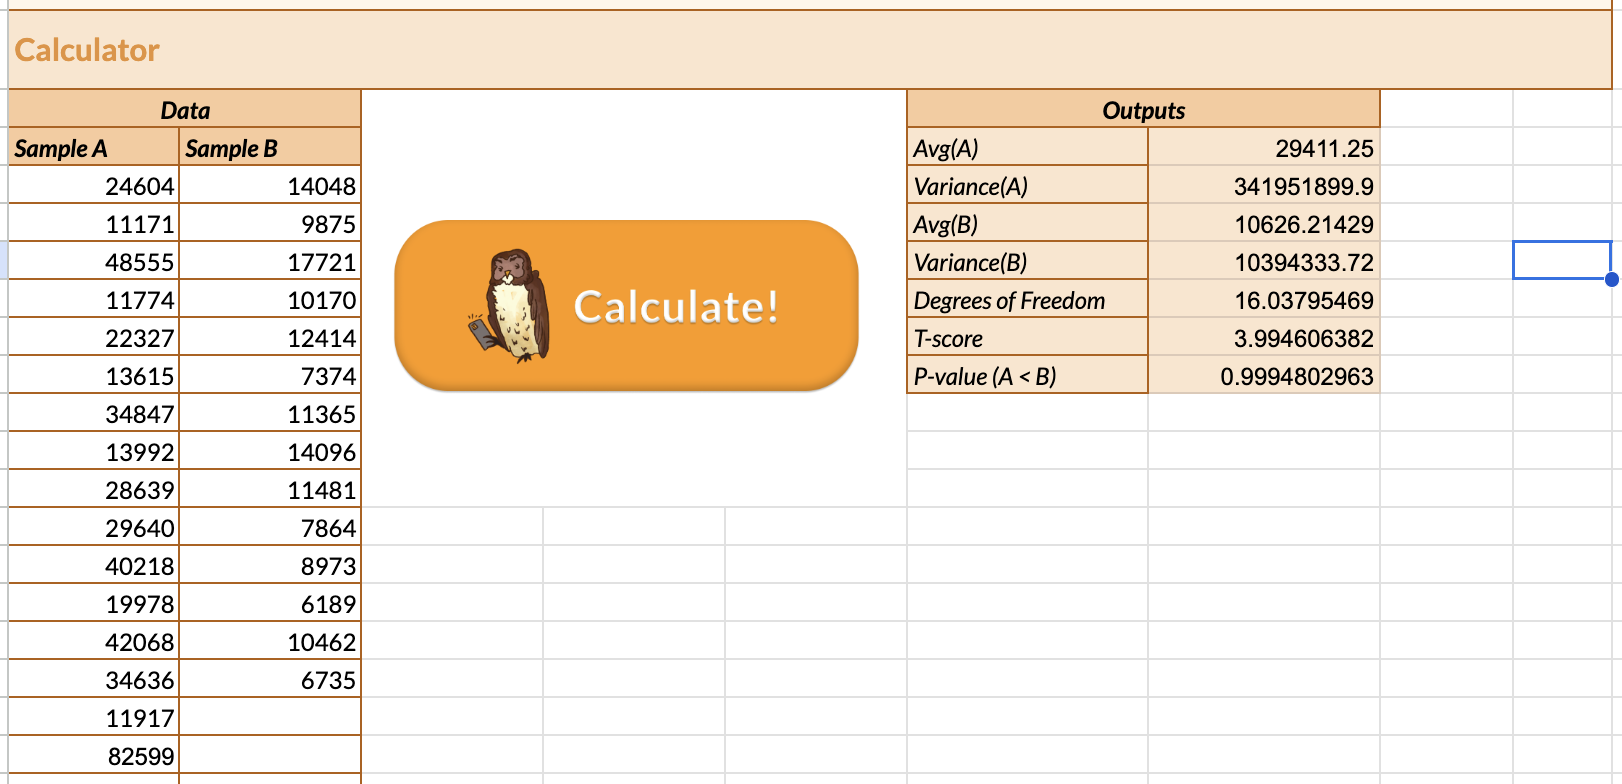 Calculator
Data
Outputs
Sample A Sample B
Avg(A) 29411.25
24604 14048
Variance(A) 341951899.9
11171 9875
Avg(B) 10626.21429
48555 17721
Variance(B) 10394333.72
11774 10170
Degrees of Freedom 16.03795469
22327 12414
T-score 3.994606382
13615 7374
P-value (A < B) 0.9994802963
34847 11365
13992 14096
28639 11481
29640 7864
40218 8973
19978 6189
42068 10462
34636 6735
11917
82599
Calculate!